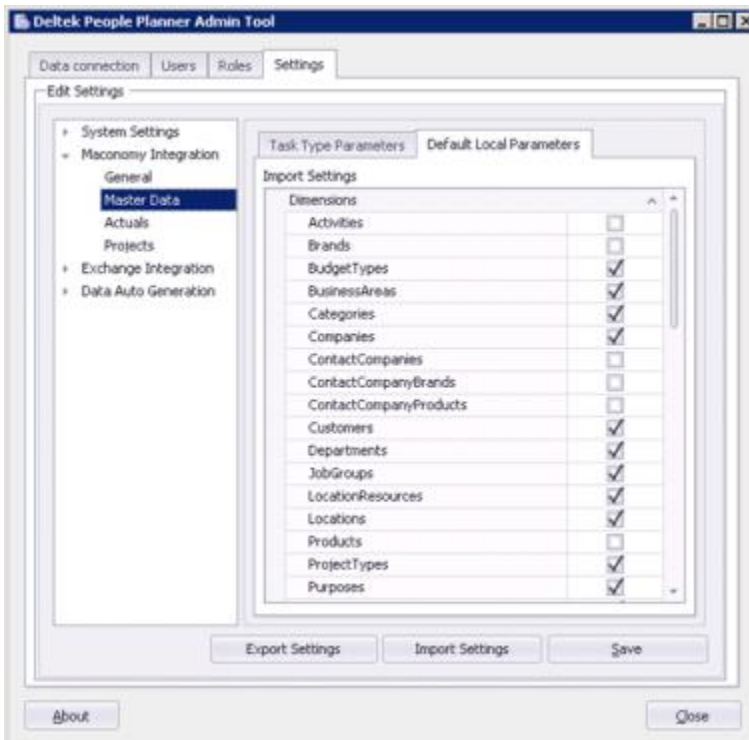 Deltek People Planner Admin Tool
Data connection Users Roles Settings
Edit Settings
System Settings
Maconomy Integration
General
Master Data
Actuals
Projects
Exchange Integration
Data Auto Generation
Task Type Parameters Default Local Parameters
Import Settings
Dimensions
Activities
Brands
BudgetTypes
BusinessAreas
Categories
Companies
ContactCompanies
ContactCompanyBrands
ContactCompanyProducts
Customers
Departments
JobGroups
LocationResources
Locations
Products
ProjectTypes
Purposes
Export Settings Import Settings Save
About Close